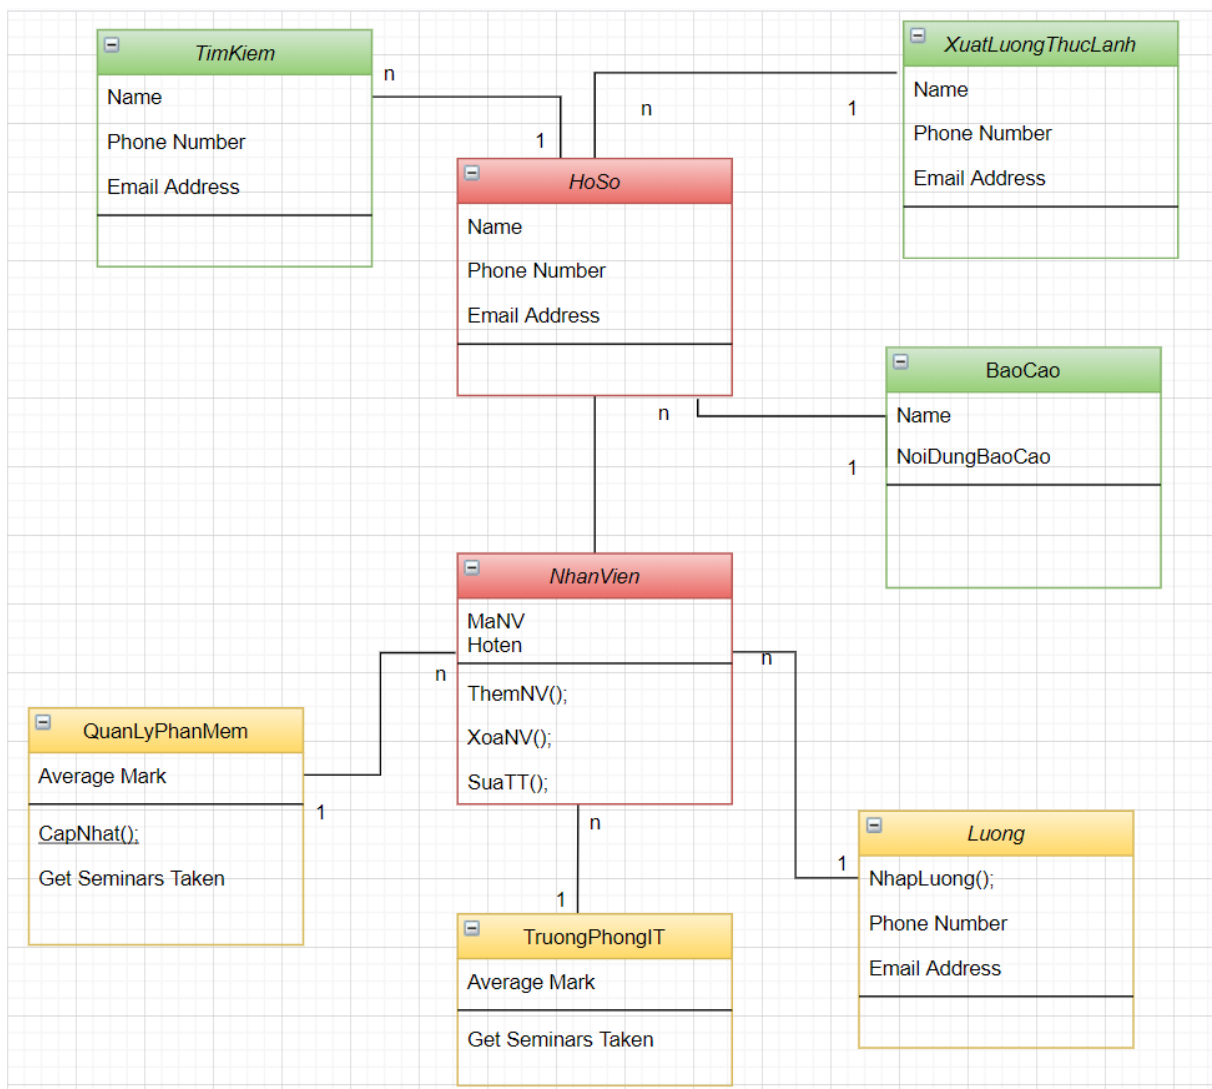 TimKiem
Name
Phone Number
Email Address
n
1
XuatLuongThucLanh
Name
Phone Number
Email Address
n
1
HoSo
Name
Phone Number
Email Address
BaoCao
Name
NoiDungBaoCao
n
1
NhanVien
MaNV
Hoten
ThemNV();
XoaNV();
SuaTT();
n
n
n
QuanLyPhanMem
Average Mark
CapNhat();
Get Seminars Taken
1
Luong
NhapLuong();
Phone Number
Email Address
1
1
TruongPhongIT
Average Mark
Get Seminars Taken